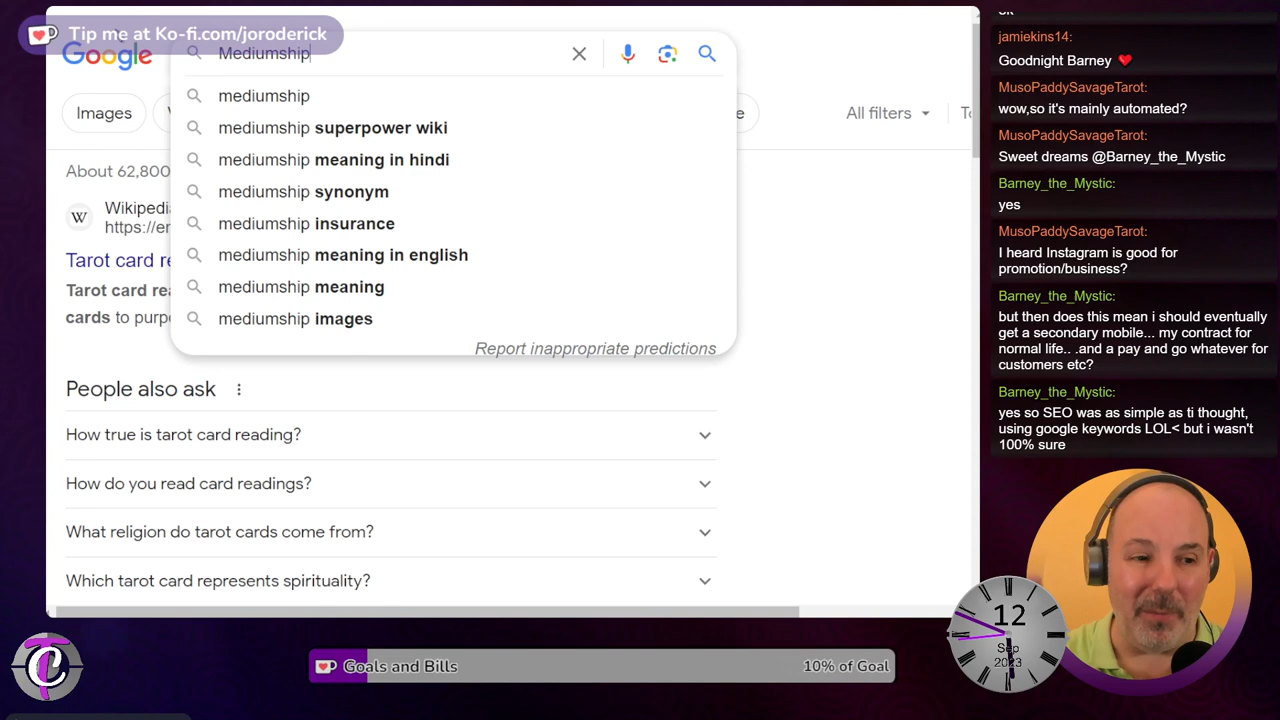 Tip me at Ko-fi.com/joroderick
Google
Mediumship
mediumship
mediumship superpower wiki
mediumship meaning in hindi
mediumship synonym
mediumship insurance
mediumship meaning in english
mediumship meaning
mediumship images
Report inappropriate predictions
Images
All filters
About 62,800
W
https://
People also ask
How true is tarot card reading?
How do you read card readings?
What religion do tarot cards come from?
Which tarot card represents spirituality?
Tarot card
Tarot card
cards to
jamiekins14:
Goodnight Barney ❤️
MusoPaddySavageTarot:
wow,so it's mainly automated?
MusoPaddySavageTarot:
Sweet dreams @Barney_the_Mystic
Barney_the_Mystic:
yes
MusoPaddySavageTarot:
I heard Instagram is good for
promotion/business?
Barney_the_Mystic:
but then does this mean i should eventually
get a secondary mobile... my contract for
normal life.. .and a pay and go whatever for
customers etc?
Barney_the_Mystic:
yes so SEO was as simple as ti thought,
using google keywords LOL< but i wasn't
100% sure
12
Sep
2023
TC
Goals and Bills
10% of Goal